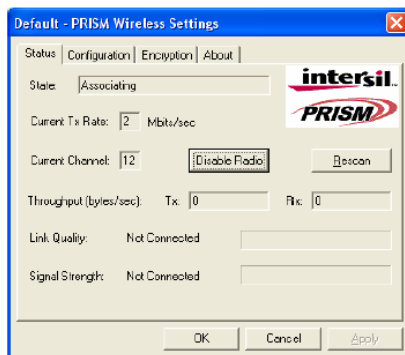 Default - PRISM Wireless Settings
Status Configuration Encryption About
State: Associating
intersil.
PRISM
Current Tx Rate: 2 Mbits/sec
Current Channel: 12 Disable Radio Rescan
Throughput (bytes/sec): Tx: 0 Rx: 0
Link Quality: Not Connected
Signal Strength: Not Connected
OK Cancel Apply